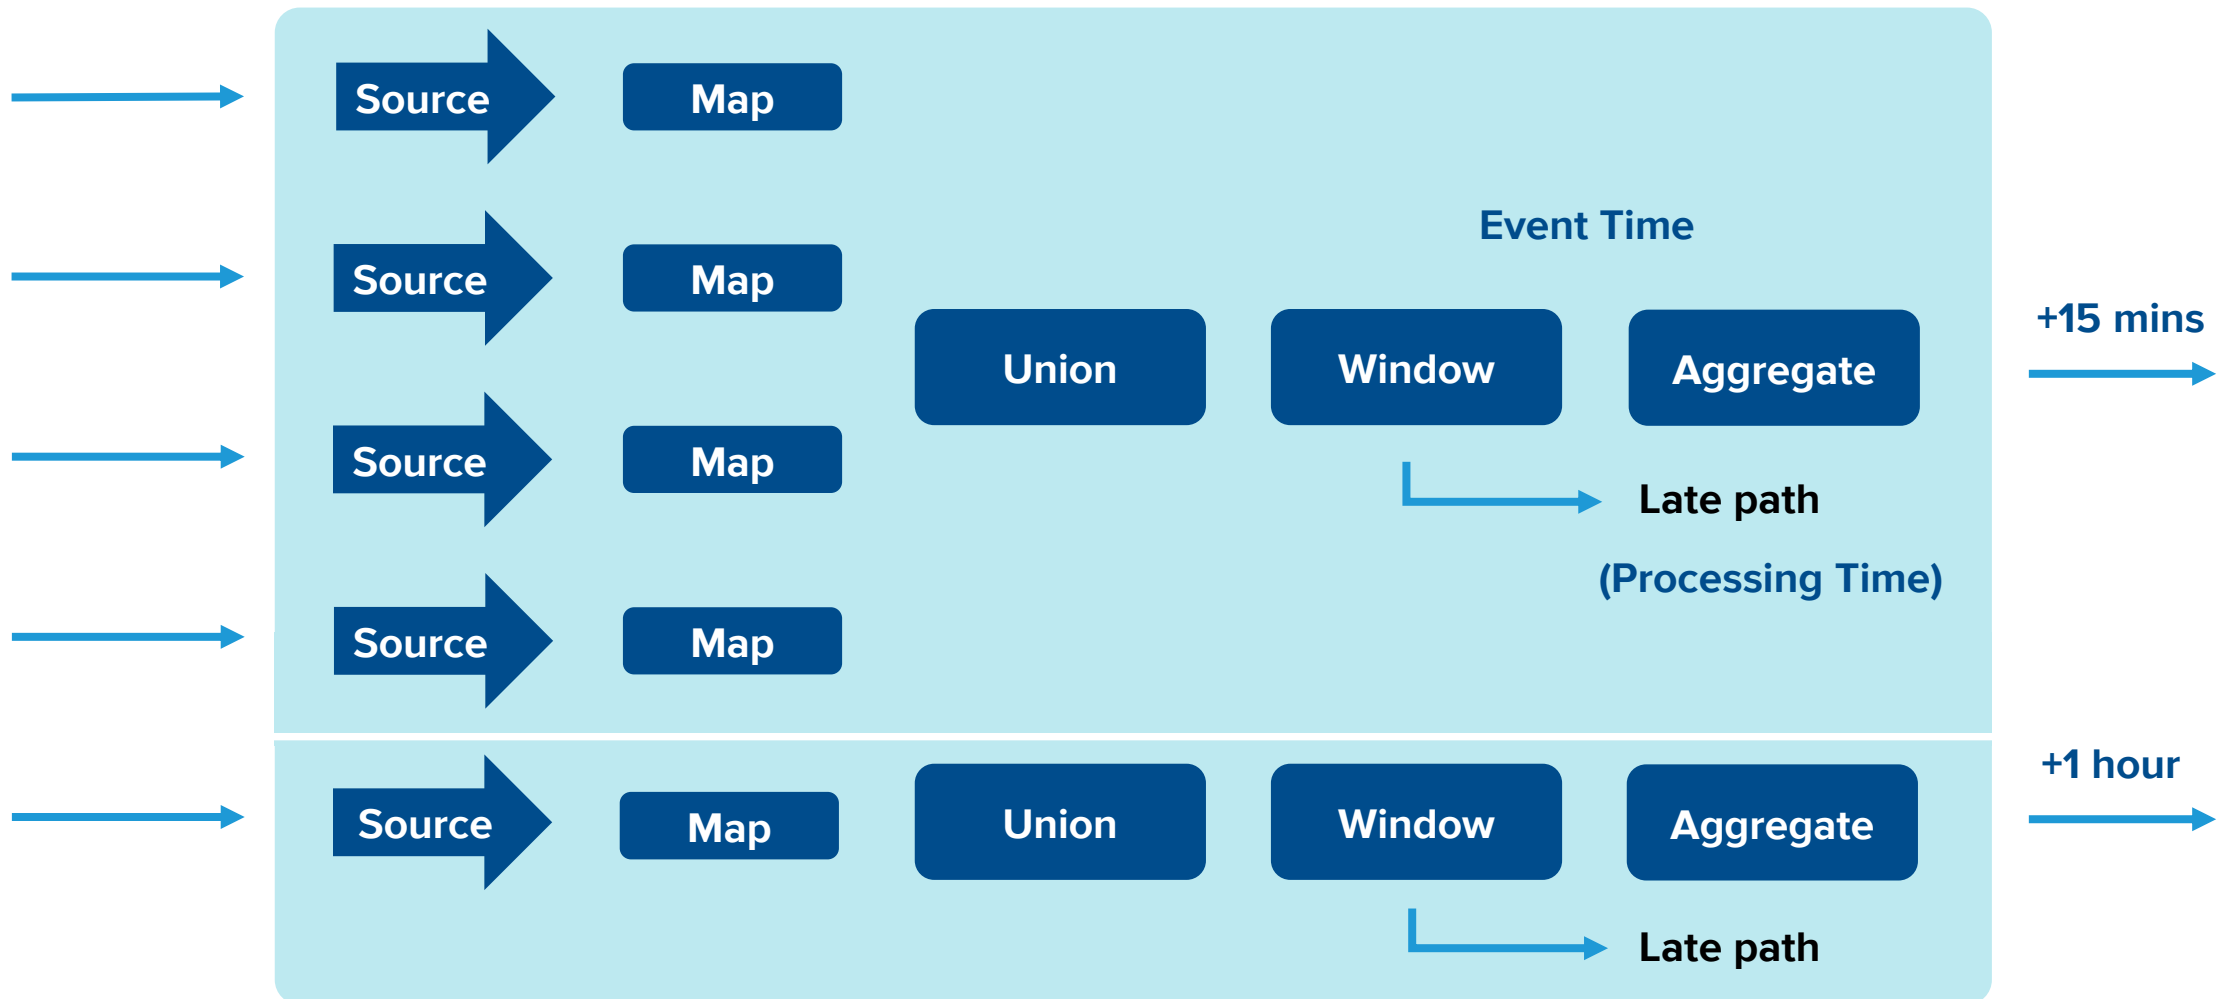 Source
Map
Source
Map
Source
Map
Source
Map
Event Time
Union
Window
Aggregate
Late path
(Processing Time)
+15 mins
Source
Map
Union
Window
Aggregate
Late path
+1 hour